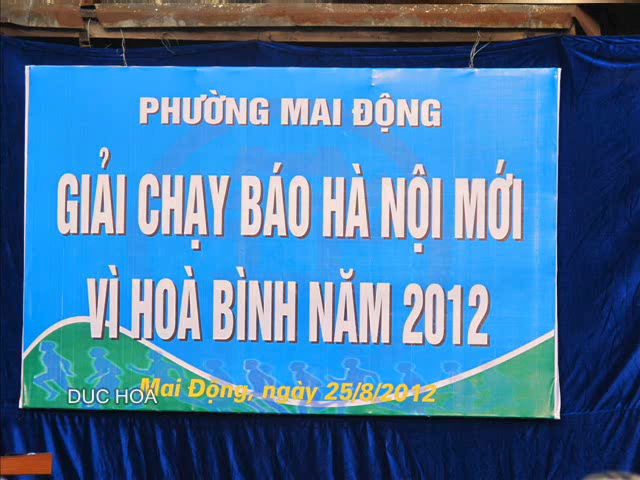 PHƯỜNG MAI ĐỘNG
GIẢI CHẠY BÁO HÀ NỘI MỚI
VÌ HOÀ BÌNH NĂM 2012
Mai Động, ngày 25/8/2012
DUC HOA